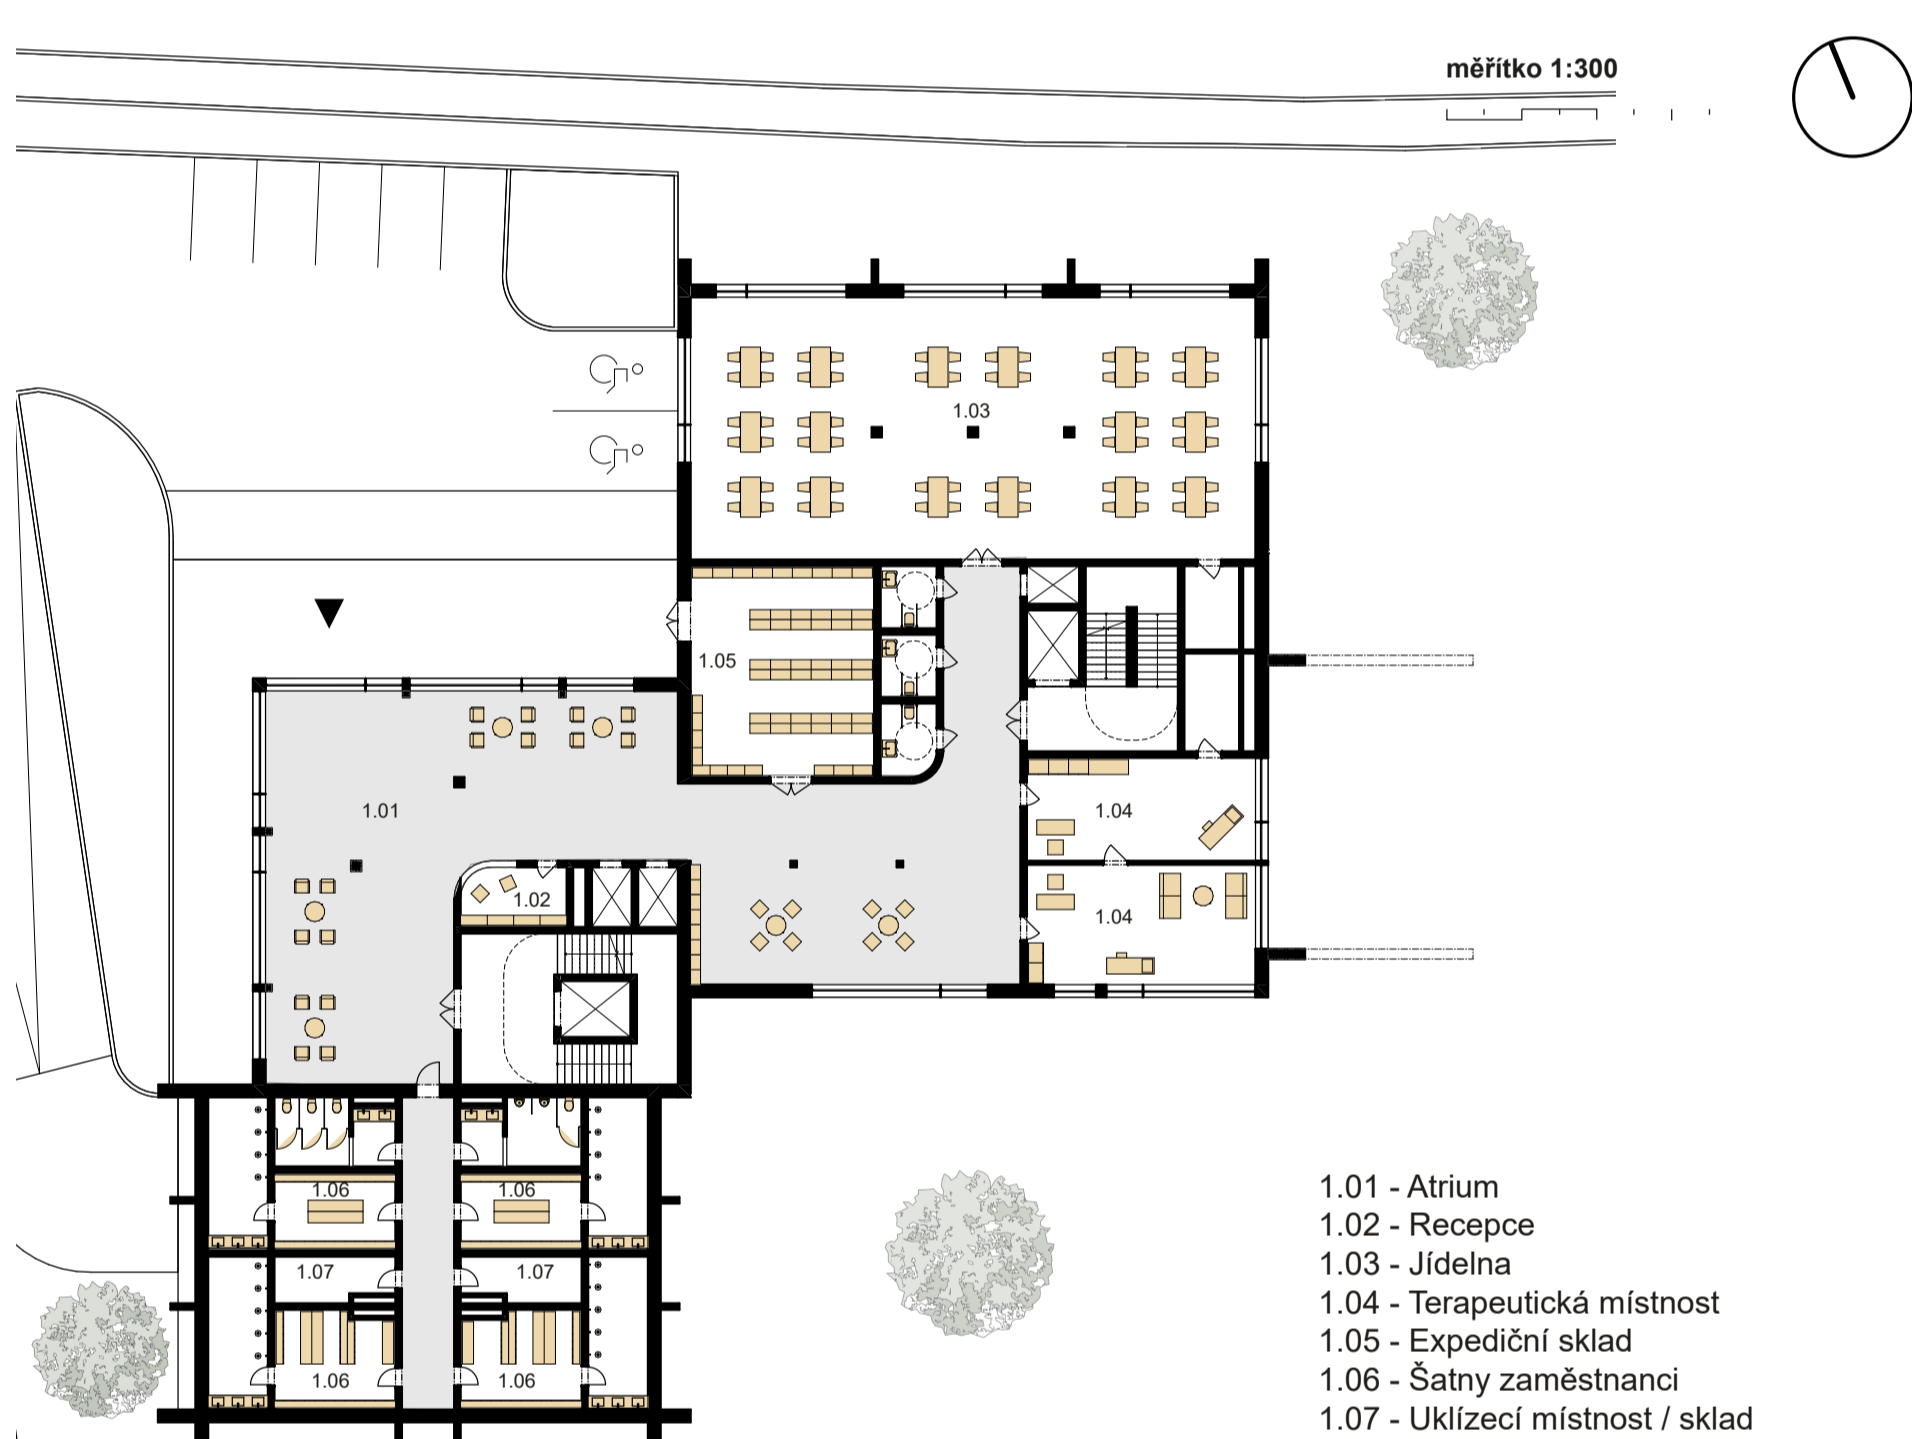 měřítko 1:300
1.03
1.05
1.01
1.04
1.02
1.04
1.06
1.06
1.07
1.07
1.06
1.06
1.01 - Atrium
1.02 - Recepce
1.03 - Jídelna
1.04 - Terapeutická místnost
1.05 - Expediční sklad
1.06 - Šatny zaměstnanci
1.07 - Uklízecí místnost / sklad